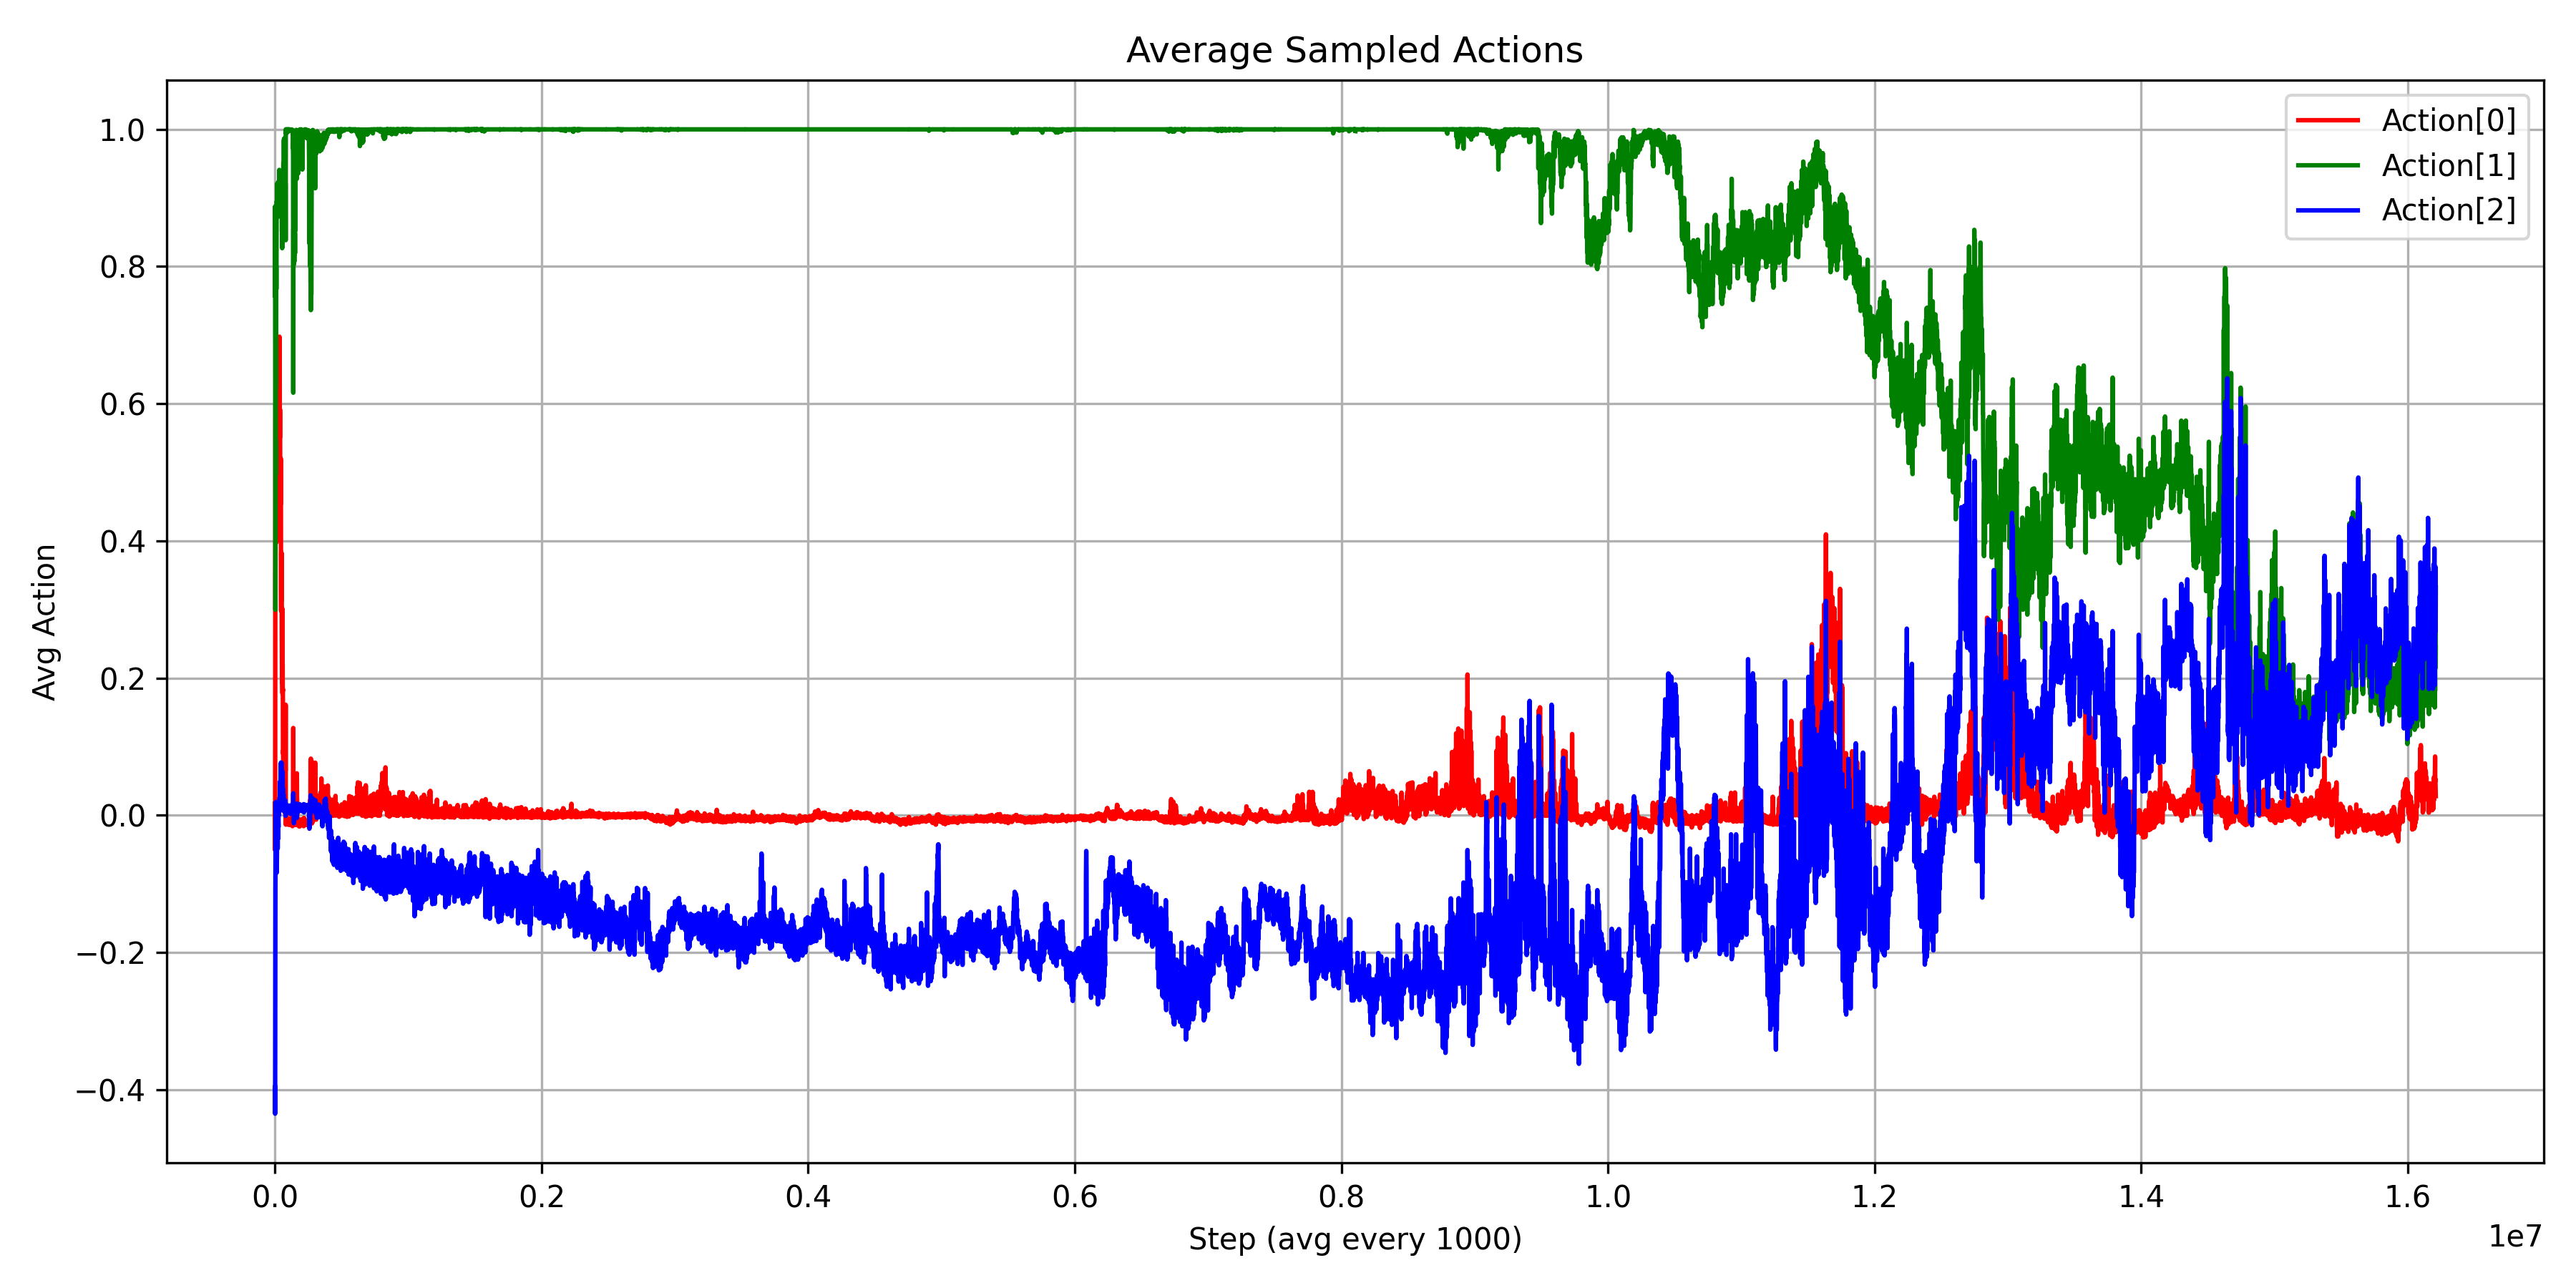 Average Sampled Actions
1.0
0.8
0.6
0.4
0.2
0.0
−0.2
−0.4
Avg Action
Action[0]
Action[1]
Action[2]
0.0 0.2 0.4 0.6 0.8 1.0 1.2 1.4 1.6
1e7
Step (avg every 1000)